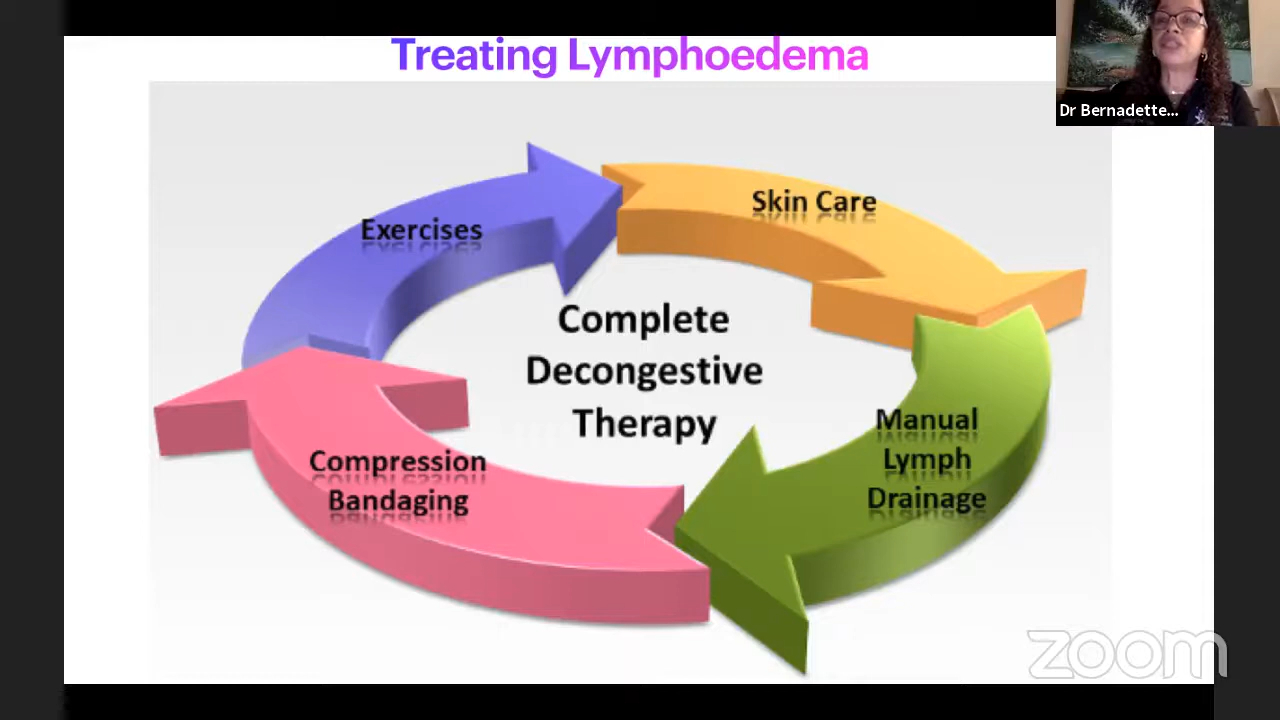 Treating Lymphoedema
Dr Bernadette...
Exercises
Skin Care
Complete
Decongestive
Therapy
Manual
Lymph
Drainage
Compression
Bandaging
zoom